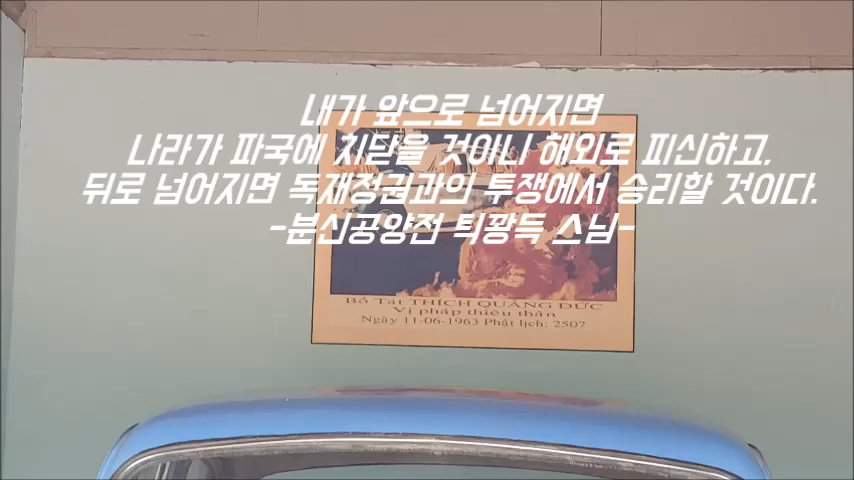 내가 앞으로 넘어지면
나라가 파국에 치닫을 것이니 해외로 피신하고,
뒤로 넘어지면 독재정권과의 투쟁에서 승리할 것이다.
-분신공양전 틱꽝득 스님-
Bồ Tát THÍCH QUẢNG ĐỨC
Vị pháp thiêu thân
Ngày 11-06-1963 Phật lịch: 2507